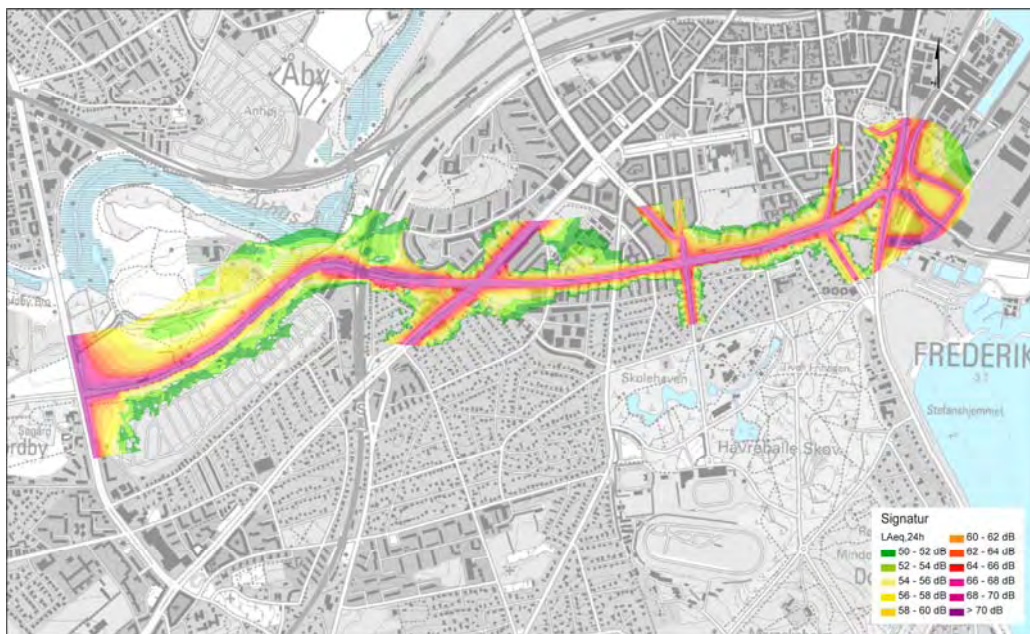 Åby
Anhøj
Århus
N
FREDERIK
Skolehaven
Tivoli Friheden
Stefanshjemmet
Havreballe Skov
Signatur
LAeq,24h
50 - 52 dB
52 - 54 dB
54 - 56 dB
56 - 58 dB
58 - 60 dB
60 - 62 dB
62 - 64 dB
64 - 66 dB
66 - 68 dB
68 - 70 dB
> 70 dB